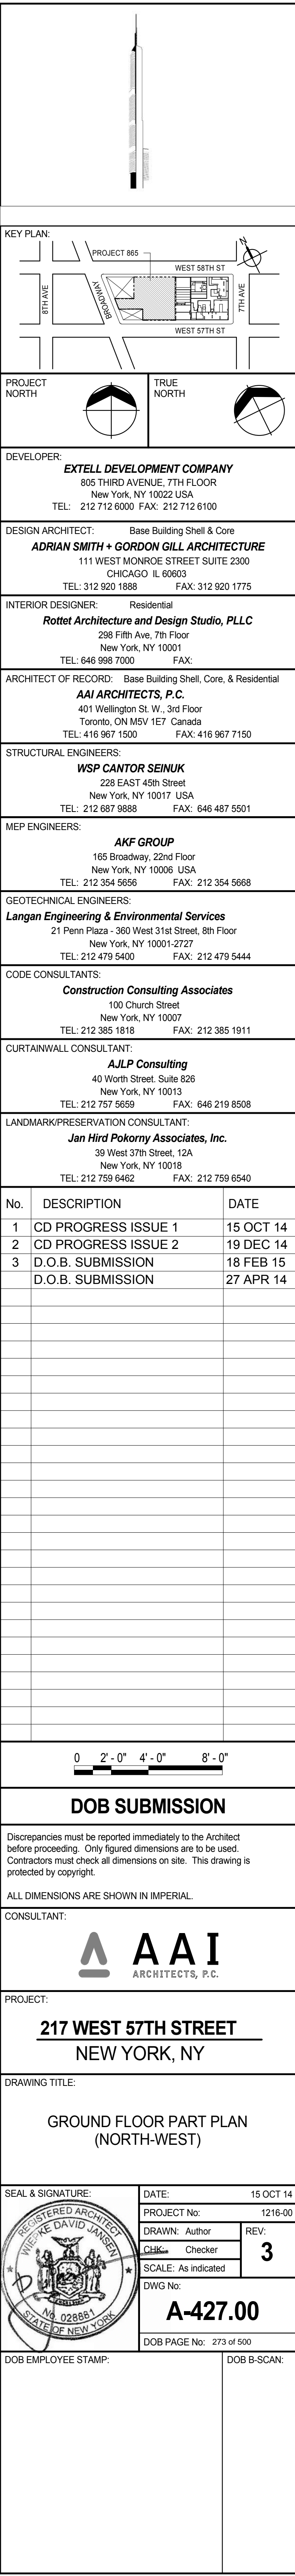 KEY PLAN:
PROJECT 865
N
WEST 58TH ST
8TH AVE
BROADWAY
7TH AVE
WEST 57TH ST
PROJECT
NORTH
TRUE
NORTH
DEVELOPER:
EXTELL DEVELOPMENT COMPANY
805 THIRD AVENUE, 7TH FLOOR
New York, NY 10022 USA
TEL: 212 712 6000 FAX: 212 712 6100
DESIGN ARCHITECT: Base Building Shell & Core
ADRIAN SMITH + GORDON GILL ARCHITECTURE
111 WEST MONROE STREET SUITE 2300
CHICAGO IL 60603
TEL: 312 920 1888 FAX: 312 920 1775
INTERIOR DESIGNER: Residential
Rottet Architecture and Design Studio, PLLC
298 Fifth Ave, 7th Floor
New York, NY 10001
TEL: 646 998 7000 FAX:
ARCHITECT OF RECORD: Base Building Shell, Core, & Residential
AAI ARCHITECTS, P.C.
401 Wellington St. W., 3rd Floor
Toronto, ON M5V 1E7 Canada
TEL: 416 967 1500 FAX: 416 967 7150
STRUCTURAL ENGINEERS:
WSP CANTOR SEINUK
228 EAST 45th Street
New York, NY 10017 USA
TEL: 212 687 9888 FAX: 646 487 5501
MEP ENGINEERS:
AKF GROUP
165 Broadway, 22nd Floor
New York, NY 10006 USA
TEL: 212 354 5656 FAX: 212 354 5668
GEOTECHNICAL ENGINEERS:
Langan Engineering & Environmental Services
21 Penn Plaza - 360 West 31st Street, 8th Floor
New York, NY 10001-2727
TEL: 212 479 5400 FAX: 212 479 5444
CODE CONSULTANTS:
Construction Consulting Associates
100 Church Street
New York, NY 10007
TEL: 212 385 1818 FAX: 212 385 1911
CURTAINWALL CONSULTANT:
AJLP Consulting
40 Worth Street. Suite 826
New York, NY 10013
TEL: 212 757 5659 FAX: 646 219 8508
LANDMARK/PRESERVATION CONSULTANT:
Jan Hird Pokorny Associates, Inc.
39 West 37th Street, 12A
New York, NY 10018
TEL: 212 759 6462 FAX: 212 759 6540
No. DESCRIPTION DATE
1 CD PROGRESS ISSUE 1 15 OCT 14
2 CD PROGRESS ISSUE 2 19 DEC 14
3 D.O.B. SUBMISSION 18 FEB 15
D.O.B. SUBMISSION 27 APR 14
0 2' - 0" 4' - 0" 8' - 0"
DOB SUBMISSION
Discrepancies must be reported immediately to the Architect
before proceeding. Only figured dimensions are to be used.
Contractors must check all dimensions on site. This drawing is
protected by copyright.
ALL DIMENSIONS ARE SHOWN IN IMPERIAL.
CONSULTANT:
AAI
ARCHITECTS, P.C.
PROJECT:
217 WEST 57TH STREET
NEW YORK, NY
DRAWING TITLE:
GROUND FLOOR PART PLAN
(NORTH-WEST)
SEAL & SIGNATURE:
REGISTERED ARCHITECT
WIEPKE DAVID JANSEN
No. 028881
STATE OF NEW YORK
DATE: 15 OCT 14
PROJECT No: 1216-00
DRAWN: Author
CHK: Checker
SCALE: As indicated
REV:
3
DWG No:
A-427.00
DOB PAGE No: 273 of 500
DOB EMPLOYEE STAMP:
DOB B-SCAN: